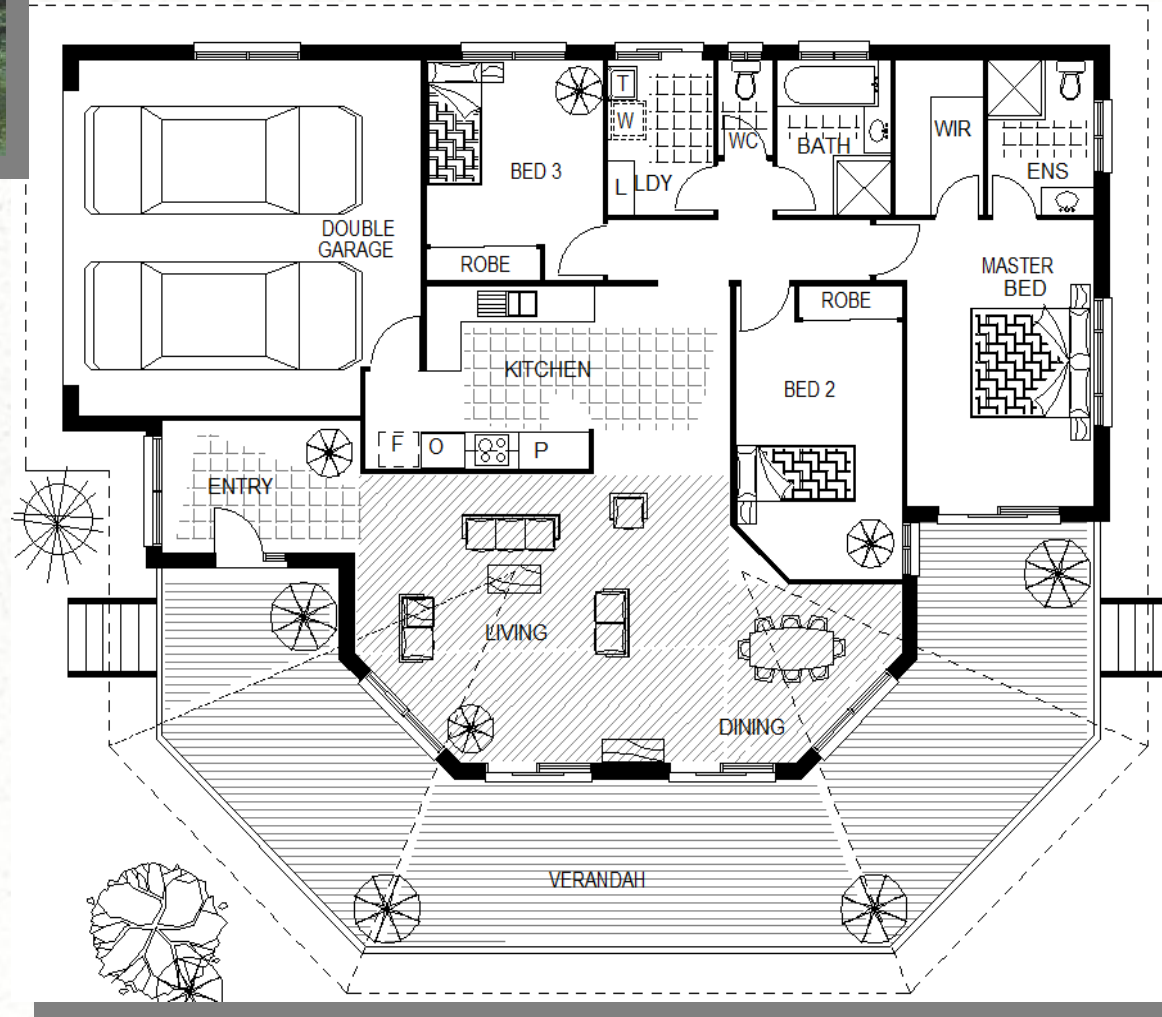 T
W
L LDY
WC
BATH
WIR
ENS
BED 3
DOUBLE
GARAGE
ROBE
MASTER
BED
ROBE
KITCHEN
BED 2
F O P
ENTRY
LIVING
DINING
VERANDAH